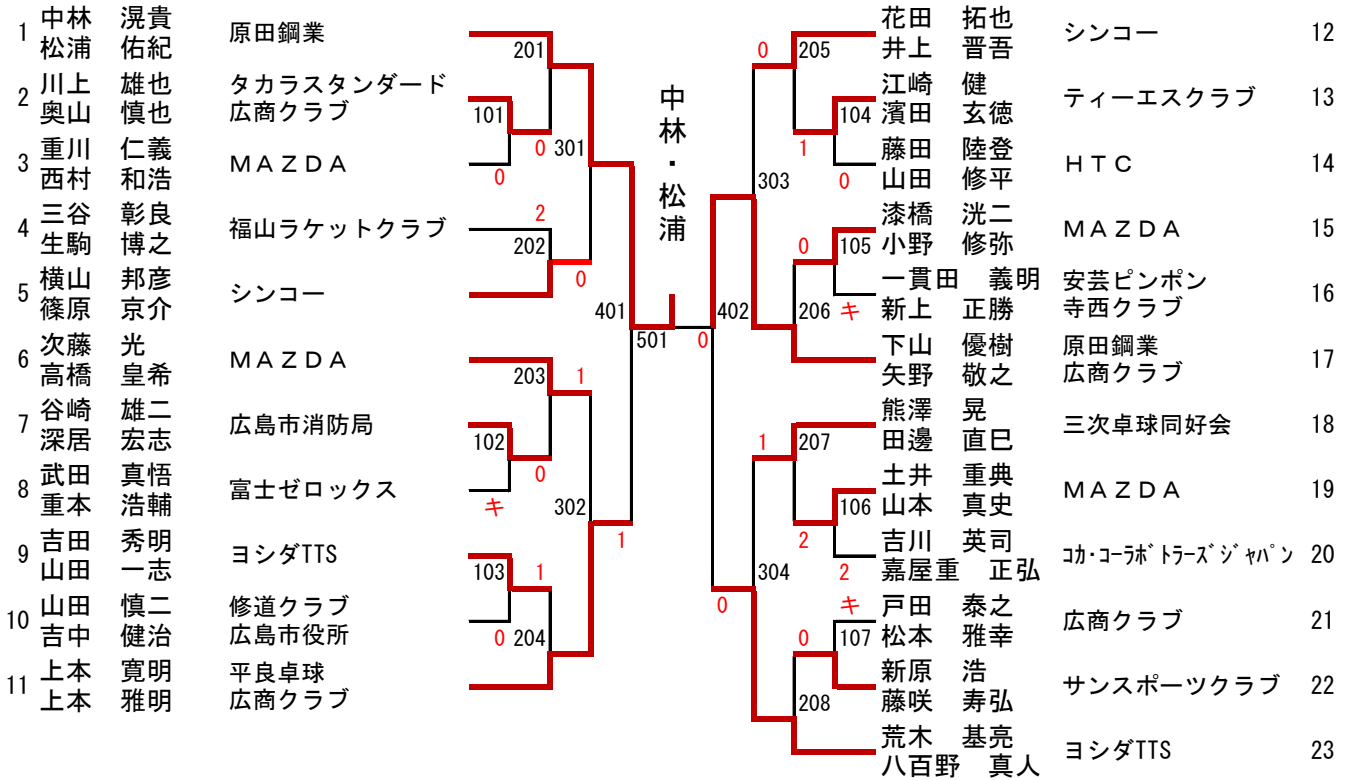 1 中林　滉貴 原田鋼業
松浦　佑紀
2 川上　雄也 タカラスタンダード
奥山　慎也 広商クラブ
3 重川　仁義 ＭＡＺＤＡ
西村　和浩
4 三谷　彰良 福山ラケットクラブ
生駒　博之
5 横山　邦彦 シンコー
篠原　京介
6 次藤　光 ＭＡＺＤＡ
高橋　皇希
7 谷崎　雄二 広島市消防局
深居　宏志
8 武田　真悟 富士ゼロックス
重本　浩輔
9 吉田　秀明 ヨシダTTS
山田　一志
10 山田　慎二 修道クラブ
吉中　健治 広島市役所
11 上本　寛明 平良卓球
上本　雅明 広商クラブ
201
101
0 301
0
2
202
0
401
203 1
102
0
キ
302
1
103 1
0 204
中林・松浦
501 0
0 205
104
1
0
303
105
0
402
206 キ
1 207
106
2
2
304
0
キ
107
0
208
花田　拓也 シンコー 12
井上　晋吾
江崎　健 ティーエスクラブ 13
濱田　玄徳
藤田　陸登 ＨＴＣ 14
山田　修平
漆橋　洸二 ＭＡＺＤＡ 15
小野　修弥
一貫田　義明 安芸ピンポン 16
新上　正勝 寺西クラブ
下山　優樹 原田鋼業 17
矢野　敬之 広商クラブ
熊澤　晃 三次卓球同好会 18
田邊　直巳
土井　重典 ＭＡＺＤＡ 19
山本　真史
吉川　英司 ｺｶ･ｺｰﾗﾎﾞﾄﾗｰｽﾞｼﾞｬﾊﾟﾝ 20
嘉屋重　正弘
戸田　泰之 広商クラブ 21
松本　雅幸
新原　浩 サンスポーツクラブ 22
藤咲　寿弘
荒木　基亮 ヨシダTTS 23
八百野　真人